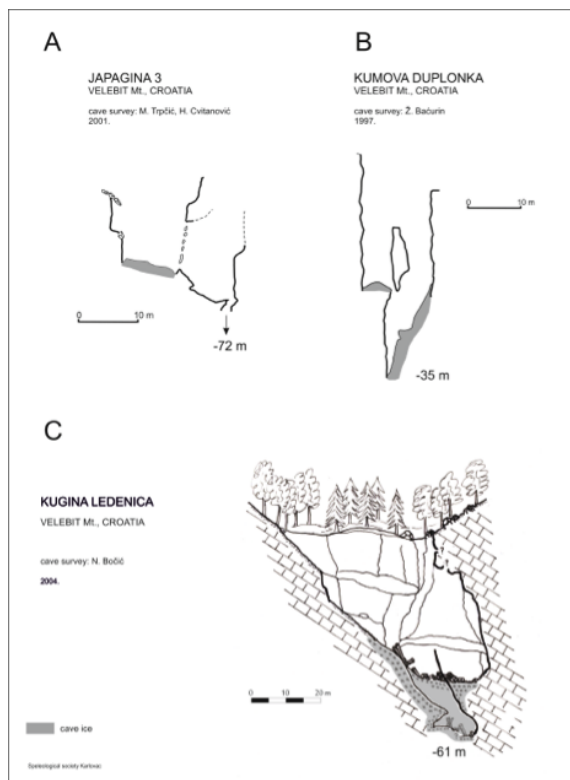 A
JAPAGINA 3
VELEBIT Mt., CROATIA
cave survey: M. Trpčić, H. Cvitanović
2001.
0 10 m
-72 m
B
KUMOVA DUPLONKA
VELEBIT Mt., CROATIA
cave survey: Ž. Baćurin
1997.
0 10 m
-35 m
C
KUGINA LEDENICA
VELEBIT Mt., CROATIA
cave survey: N. Bočić
2004.
0 10 20 m
-61 m
cave ice
Speleological society Karlovac